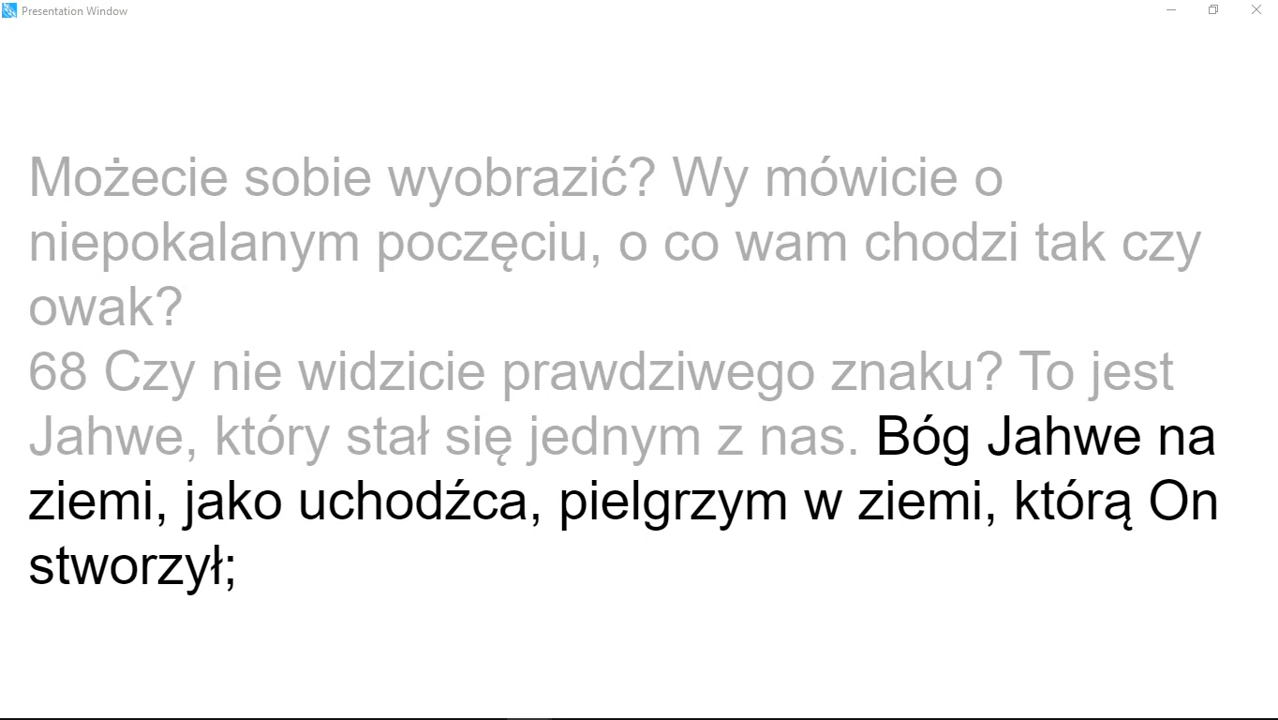 Presentation Window
Możecie sobie wyobrazić? Wy mówicie o
niepokalanym poczęciu, o co wam chodzi tak czy
owak?
68 Czy nie widzicie prawdziwego znaku? To jest
Jahwe, który stał się jednym z nas. Bóg Jahwe na
ziemi, jako uchodźca, pielgrzym w ziemi, którą On
stworzył;